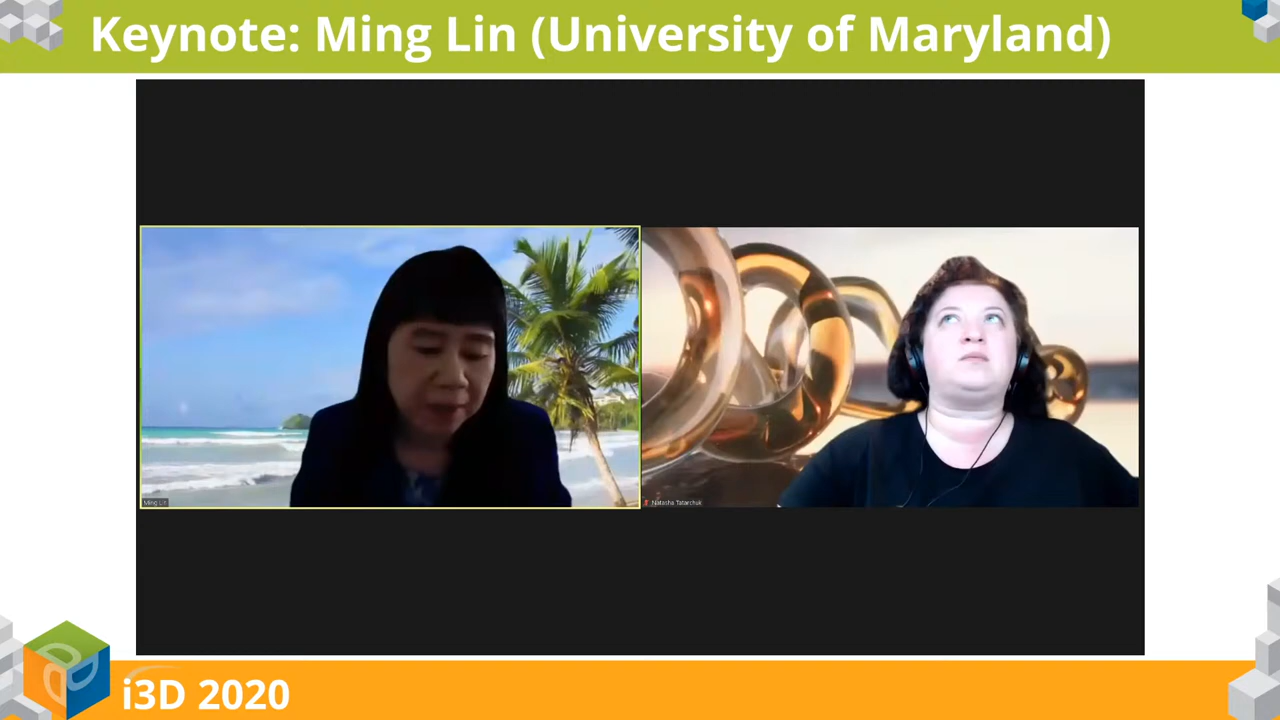 Keynote: Ming Lin (University of Maryland)
Ming Lin
Natasha Tatarchuk
i3D 2020